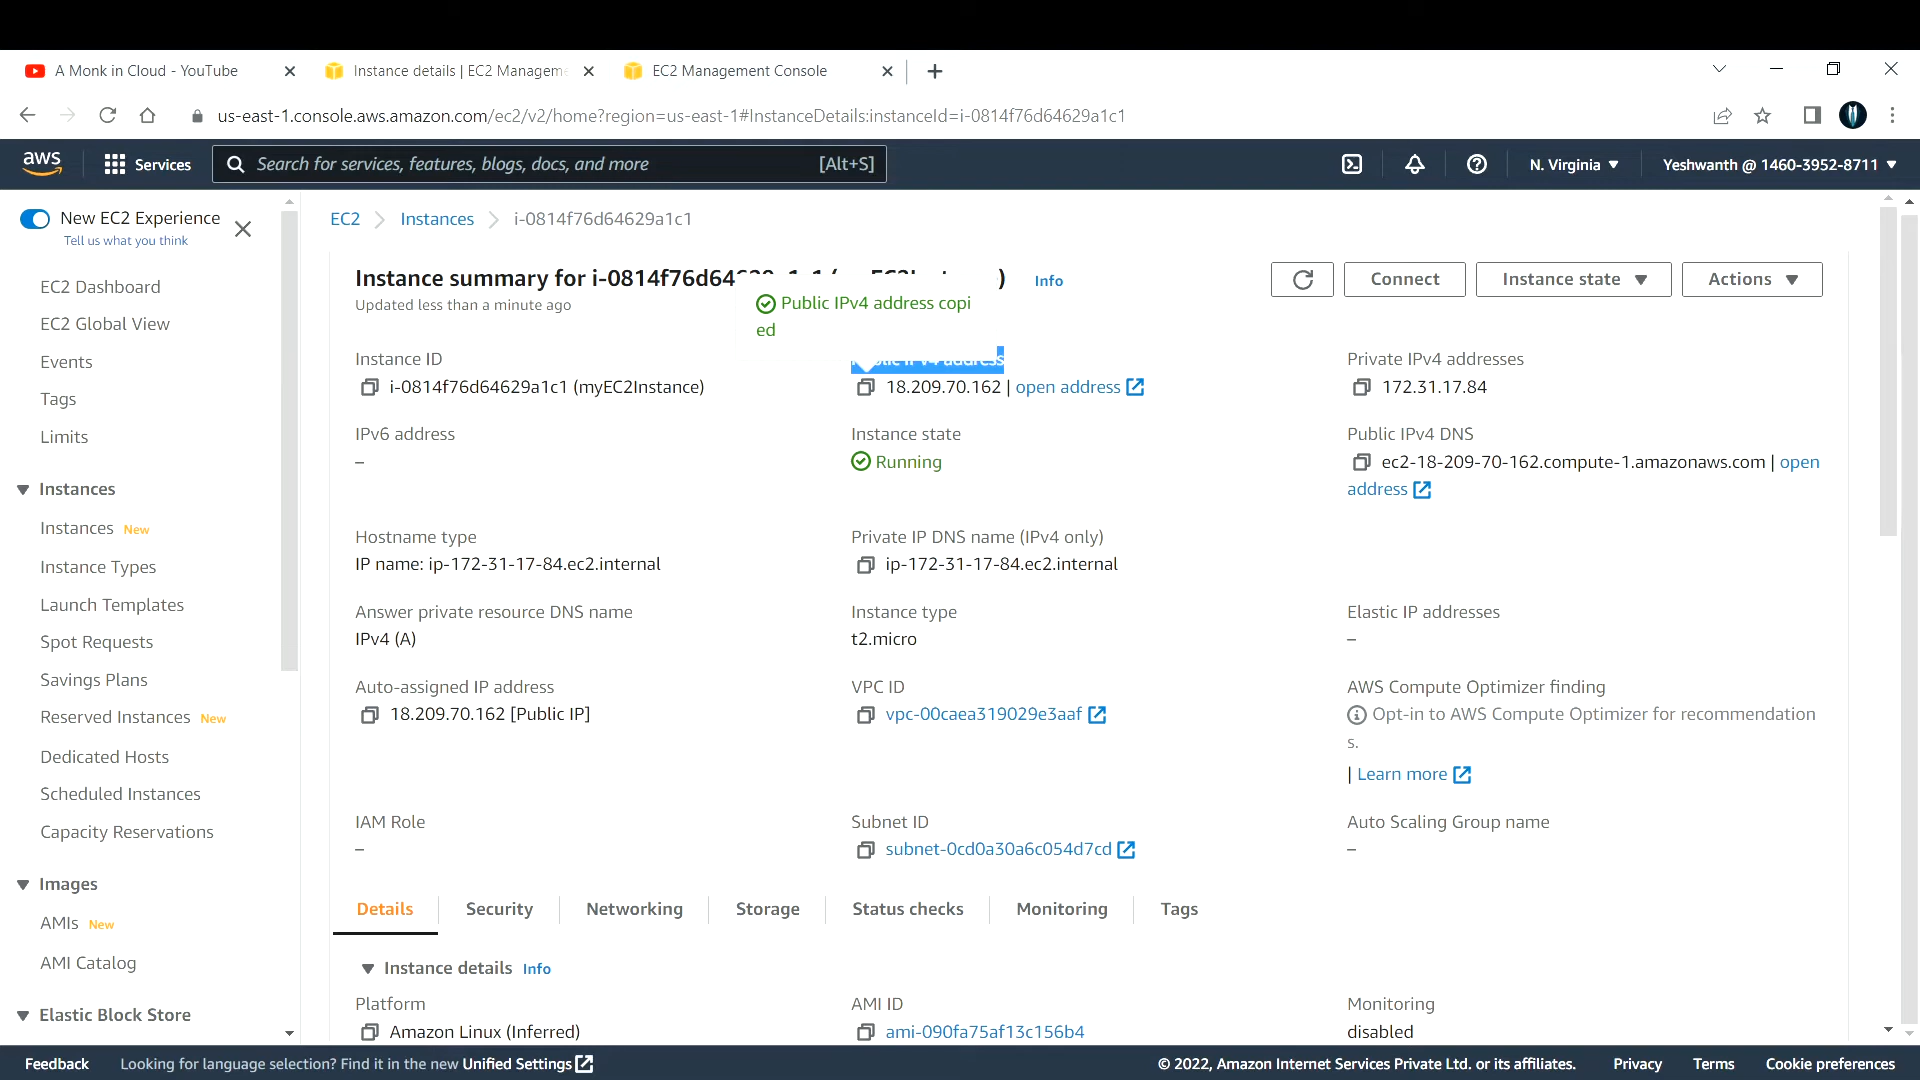 A Monk in Cloud - YouTube
Instance details | EC2 Manageme
EC2 Management Console
us-east-1.console.aws.amazon.com/ec2/v2/home?region=us-east-1#InstanceDetails:instanceId=i-0814f76d64629a1c1
aws
Services
Search for services, features, blogs, docs, and more
[Alt+S]
N. Virginia
Yeshwanth @ 1460-3952-8711
New EC2 Experience
Tell us what you think
EC2 Dashboard
EC2 Global View
Events
Tags
Limits
Instances
Instances New
Instance Types
Launch Templates
Spot Requests
Savings Plans
Reserved Instances New
Dedicated Hosts
Scheduled Instances
Capacity Reservations
Images
AMIs New
AMI Catalog
Elastic Block Store
EC2 > Instances > i-0814f76d64629a1c1
Instance summary for
) Info
Updated less than a minute ago
Public IPv4 address copi
ed
Connect
Instance state
Actions
Instance ID
i-0814f76d64629a1c1 (myEC2Instance)
18.209.70.162 | open address
Private IPv4 addresses
172.31.17.84
IPv6 address
–
Instance state
Running
Public IPv4 DNS
ec2-18-209-70-162.compute-1.amazonaws.com | open
address
Hostname type
IP name: ip-172-31-17-84.ec2.internal
Private IP DNS name (IPv4 only)
ip-172-31-17-84.ec2.internal
Answer private resource DNS name
IPv4 (A)
Instance type
t2.micro
Elastic IP addresses
–
Auto-assigned IP address
18.209.70.162 [Public IP]
VPC ID
vpc-00caea319029e3aaf
AWS Compute Optimizer finding
Opt-in to AWS Compute Optimizer for recommendation
s.
| Learn more
IAM Role
–
Subnet ID
subnet-0cd0a30a6c054d7cd
Auto Scaling Group name
–
Details
Security
Networking
Storage
Status checks
Monitoring
Tags
Instance details Info
Platform
Amazon Linux (Inferred)
AMI ID
ami-090fa75af13c156b4
Monitoring
disabled
Feedback
Looking for language selection? Find it in the new Unified Settings
© 2022, Amazon Internet Services Private Ltd. or its affiliates.
Privacy
Terms
Cookie preferences